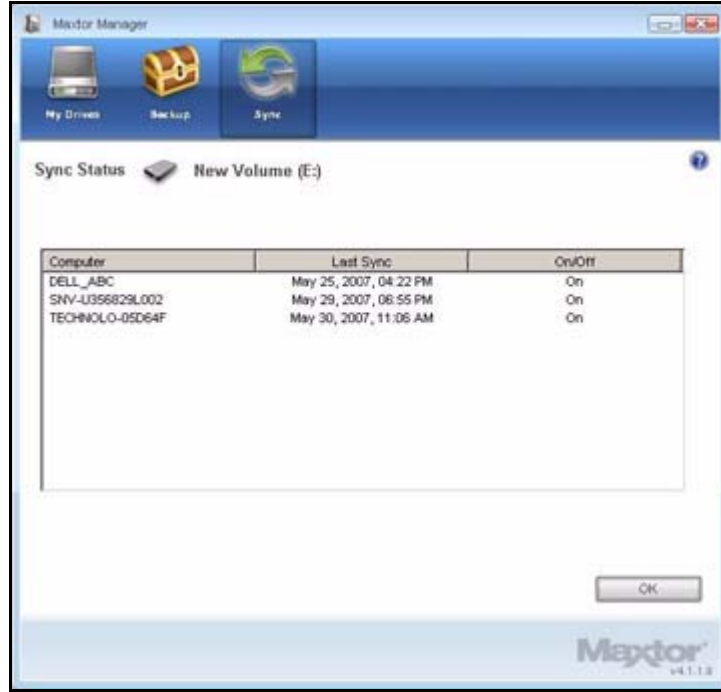 Maxtor Manager
My Drives Backup Sync
Sync Status New Volume (E:)
Computer Last Sync On/Off
DELL_ABC May 25, 2007, 04:22 PM On
SNV-U356829L002 May 29, 2007, 06:55 PM On
TECHNOLO-05D64F May 30, 2007, 11:06 AM On
OK
Maxtor